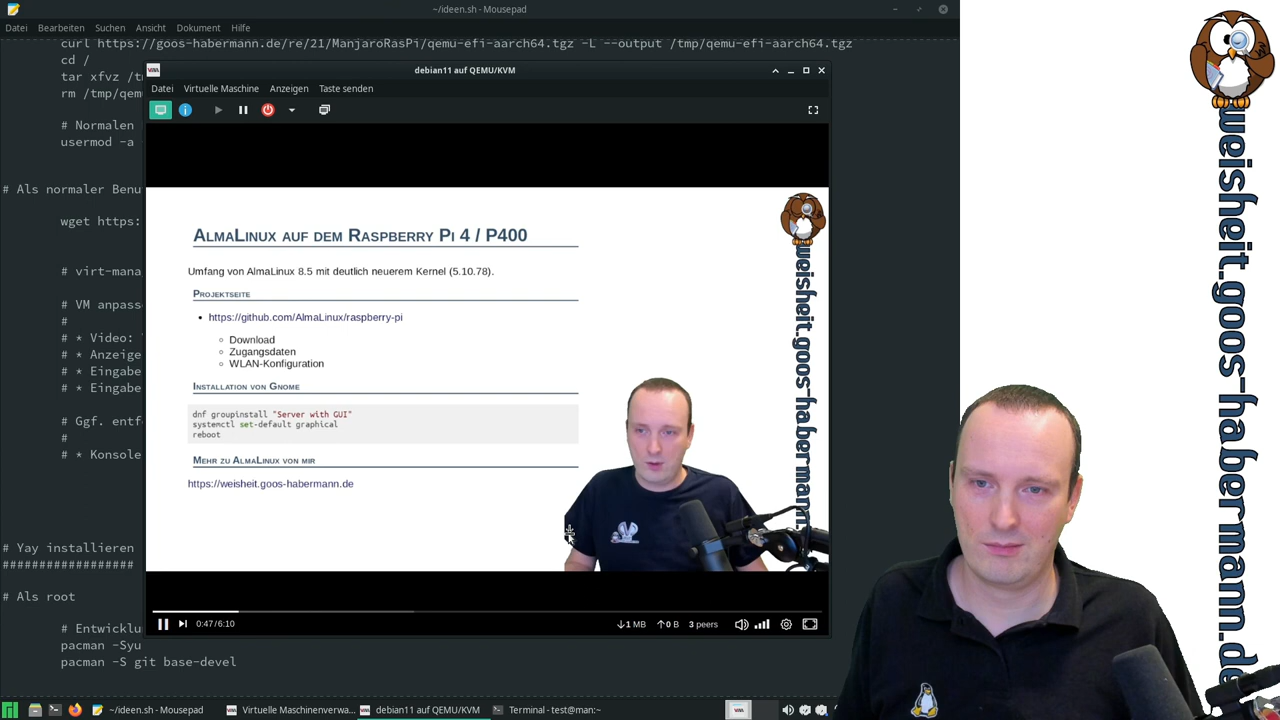 ~/ideen.sh - Mousepad
Datei Bearbeiten Suchen Ansicht Dokument Hilfe
curl https://goos-habermann.de/re/21/ManjaroRasPi/qemu-efi-aarch64.tgz -L --output /tmp/qemu-efi-aarch64.tgz
cd /
tar xfvz /tm
rm /tmp/qem
# Normalen
usermod -a
# Als normaler Benu
wget https:
# virt-mana
# VM anpass
#
# * Video:
# * Anzeige
# * Eingabe
# * Eingabe
# Ggf. entf
#
# * Konsole
# Yay installieren
##################
# Als root
# Entwicklu
pacman -Syu
pacman -S git base-devel
debian11 auf QEMU/KVM
Datei Virtuelle Maschine Anzeigen Taste senden
AlmaLinux auf dem Raspberry Pi 4 / P400
Umfang von AlmaLinux 8.5 mit deutlich neuerem Kernel (5.10.78).
Projektseite
• https://github.com/AlmaLinux/raspberry-pi
◦ Download
◦ Zugangsdaten
◦ WLAN-Konfiguration
Installation von Gnome
dnf groupinstall "Server with GUI"
systemctl set-default graphical
reboot
Mehr zu AlmaLinux von mir
https://weisheit.goos-habermann.de
weisheit.goos-habermann.
0:47/6:10
↓1 MB ↑0 B 3 peers
~/ideen.sh - Mousepad Virtuelle Maschinenverwa... debian11 auf QEMU/KVM Terminal - test@man:~
weisheit.goos-habermann.de